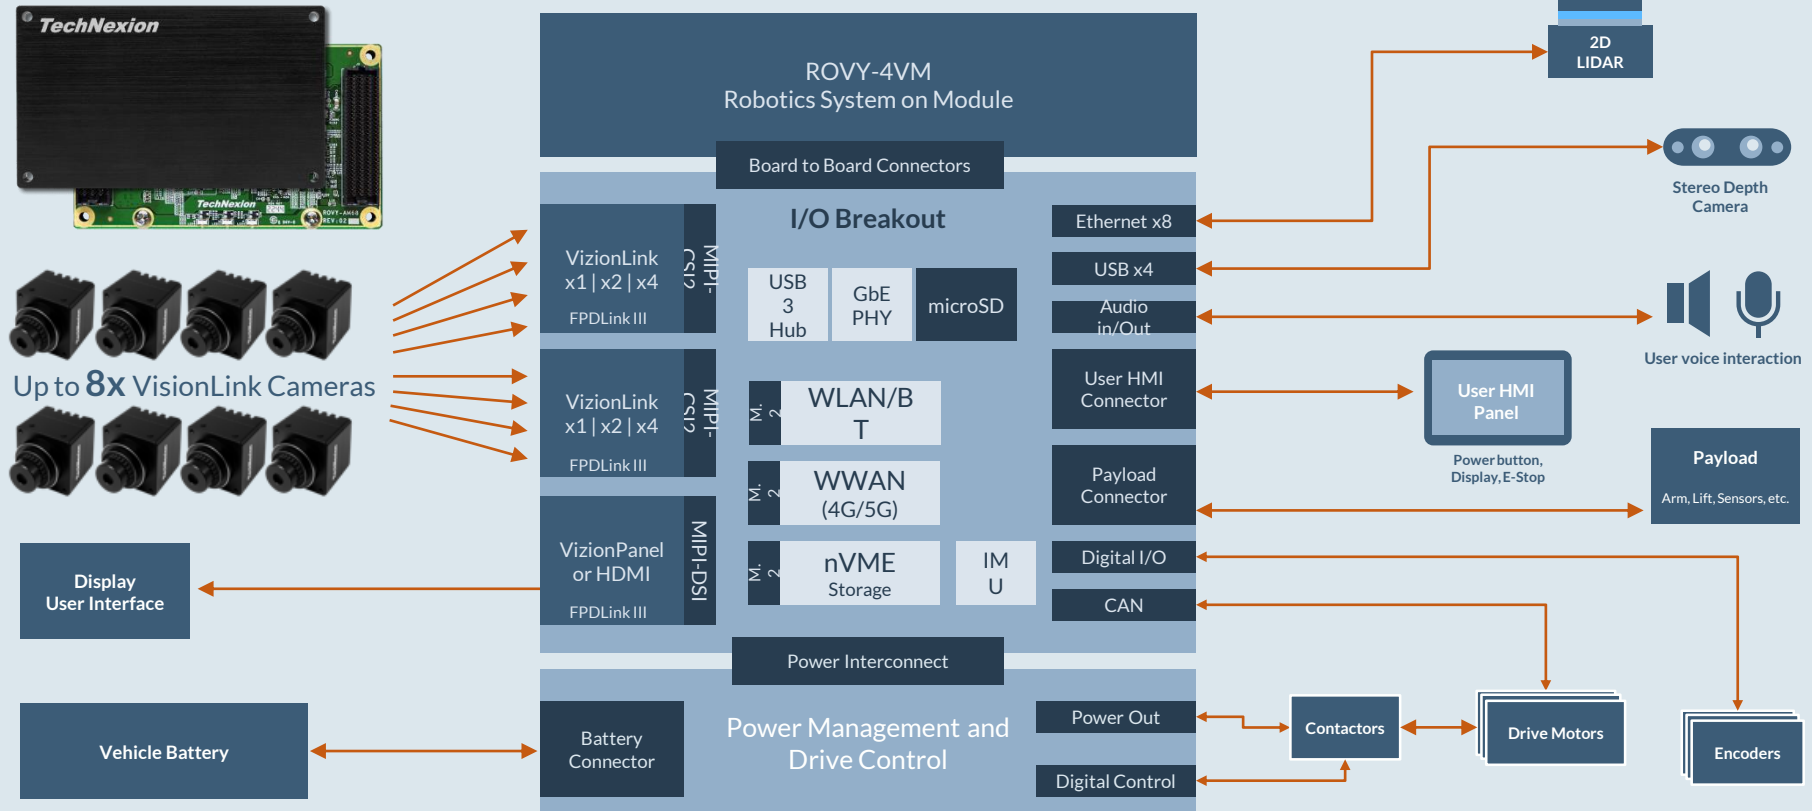 TechNexion
TechNexion
ROVY-4VM
Robotics System on Module
Board to Board Connectors
I/O Breakout
VizionLink
x1 | x2 | x4
FPDLink III
MIPI-
CSI2
USB
3
Hub
GbE
PHY
microSD
Ethernet x8
USB x4
Audio
in/Out
User HMI
Connector
Payload
Connector
Digital I/O
CAN
Up to 8x VisionLink Cameras
VizionLink
x1 | x2 | x4
FPDLink III
MIPI-
CSI2
M.
2
WLAN/B
T
M.
2
WWAN
(4G/5G)
M.
2
nVME
Storage
IM
U
VizionPanel
or HDMI
FPDLink III
MIPI-DSI
Display
User Interface
Power Interconnect
Vehicle Battery
Battery
Connector
Power Management and
Drive Control
Power Out
Digital Control
2D
LIDAR
Stereo Depth
Camera
User voice interaction
User HMI
Panel
Power button,
Display, E-Stop
Payload
Arm, Lift, Sensors, etc.
Contactors
Drive Motors
Encoders